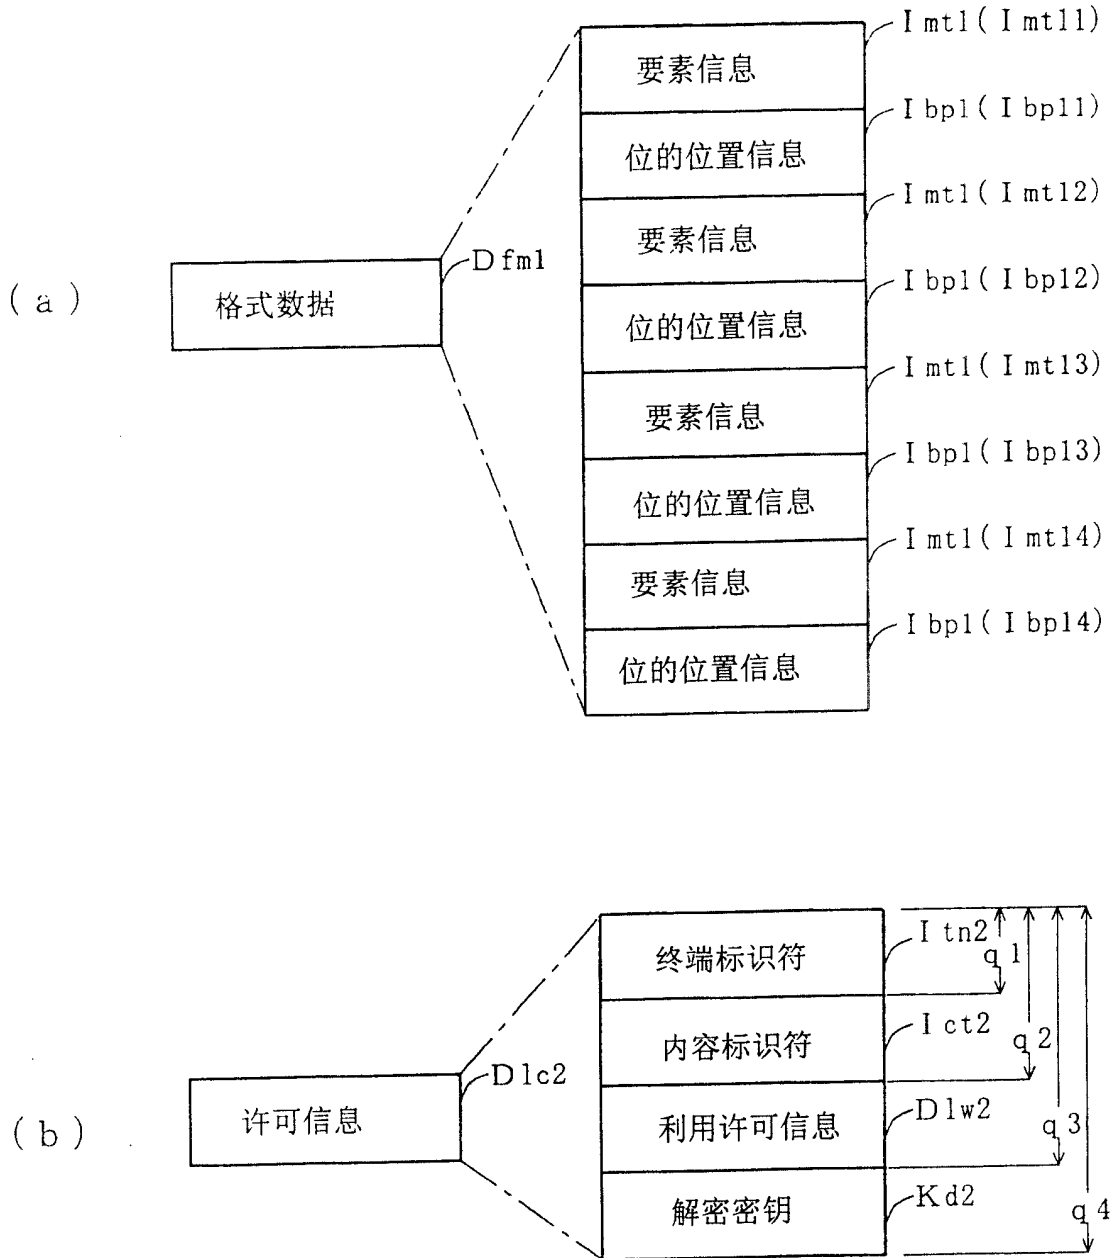 Imt1(Imt11)
要素信息
Ibp1(Ibp11)
位的位置信息
Imt1(Imt12)
要素信息
Dfm1
(a)
格式数据
Ibp1(Ibp12)
位的位置信息
Imt1(Imt13)
要素信息
Ibp1(Ibp13)
位的位置信息
Imt1(Imt14)
要素信息
Ibp1(Ibp14)
位的位置信息
Itn2
终端标识符
q1
Ict2
内容标识符
q2
Dlc2
(b)
许可信息
Dlw2
利用许可信息
q3
Kd2
解密密钥
q4